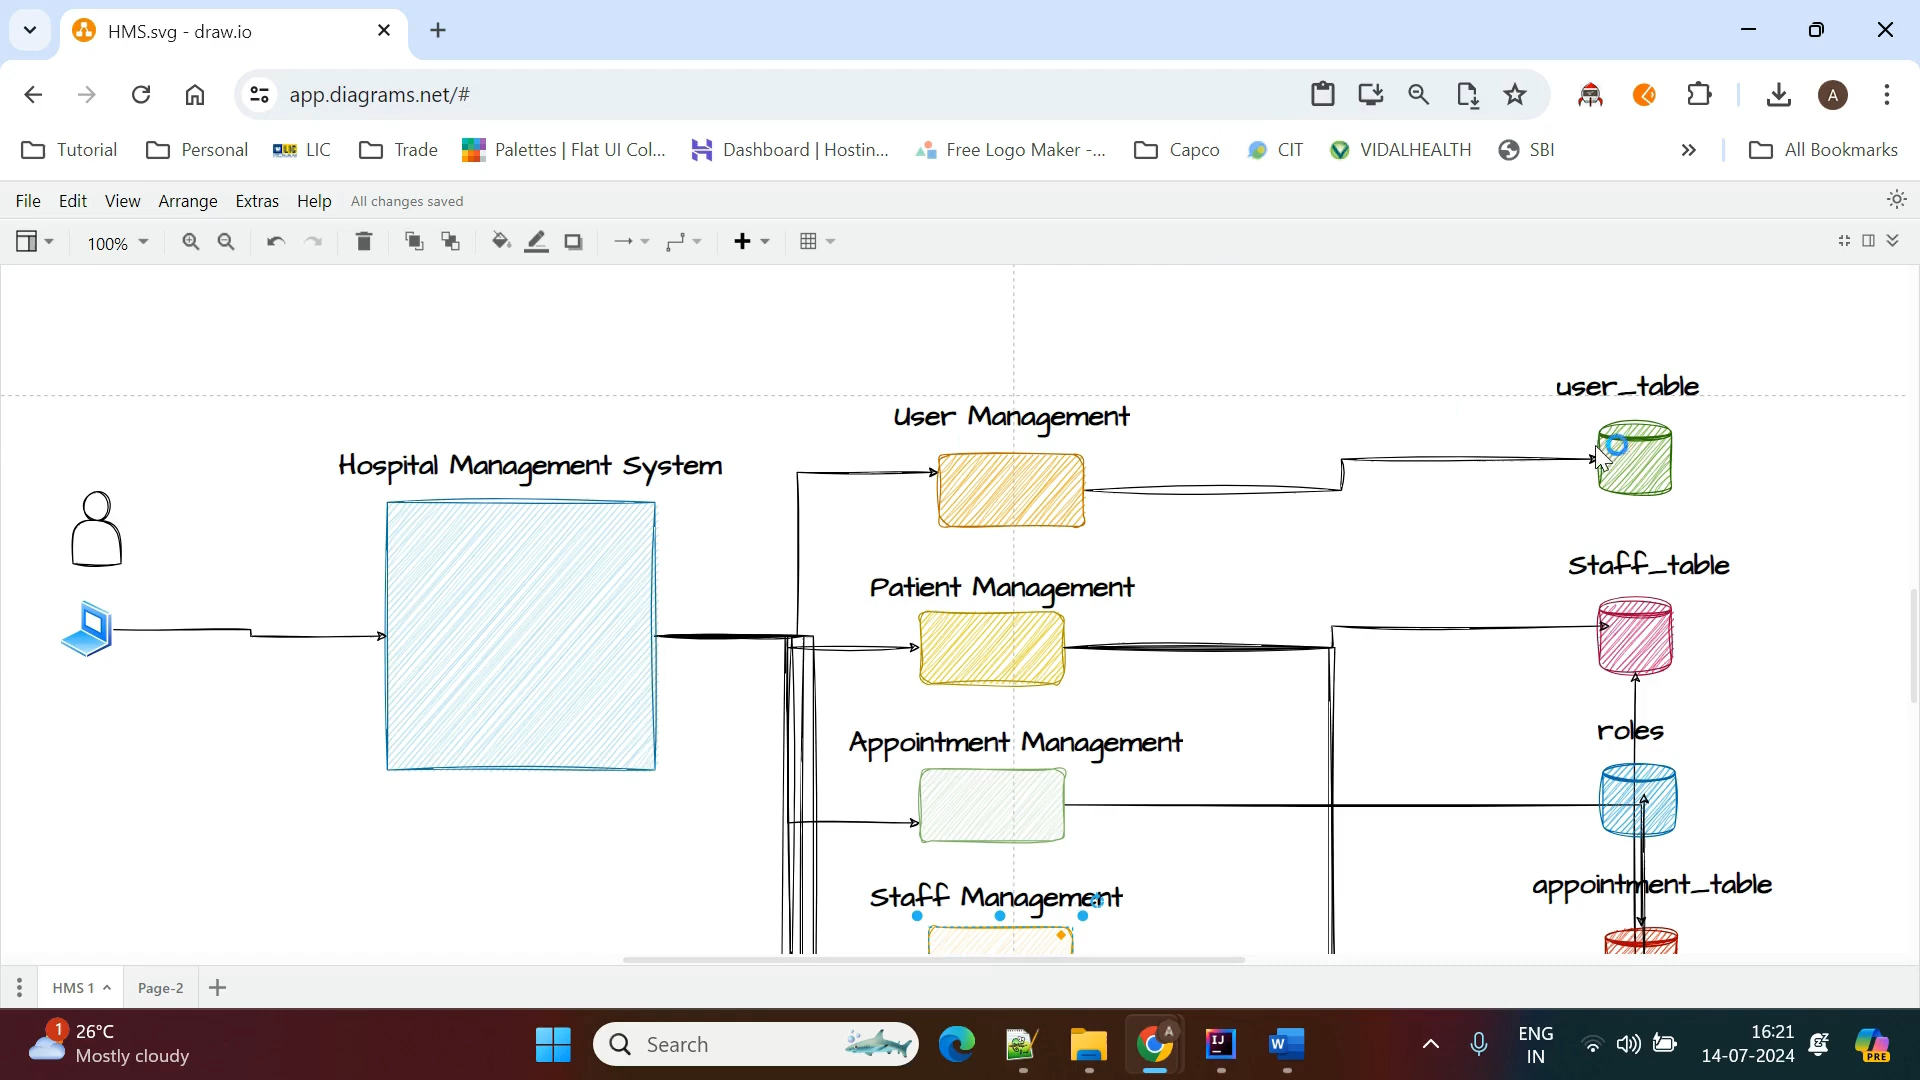 HMS.svg - draw.io
app.diagrams.net/#
A
Tutorial
Personal
LIC
Trade
Palettes | Flat UI Col...
Dashboard | Hostin...
Free Logo Maker -...
Capco
CIT
VIDALHEALTH
SBI
All Bookmarks
File Edit View Arrange Extras Help All changes saved
100%
user_table
User Management
Hospital Management System
Staff_table
Patient Management
roles
Appointment Management
appointment_table
Staff Management
HMS 1
Page-2
1
26°C
Mostly cloudy
Search
A
IJ
W
ENG
IN
16:21
14-07-2024
PRE